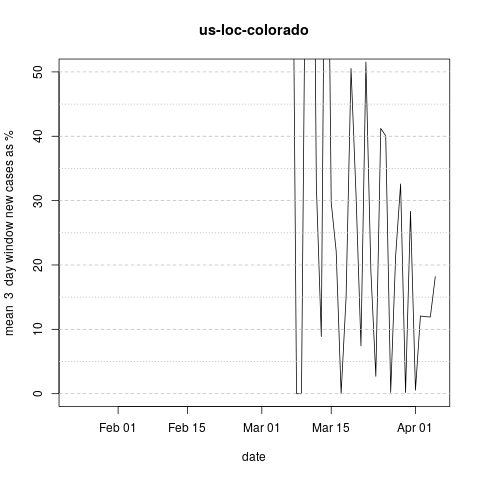 us-loc-colorado
50
40
30
20
10
0
mean  3  day window new cases as %
Feb 01
Feb 15
Mar 01
Mar 15
Apr 01
date